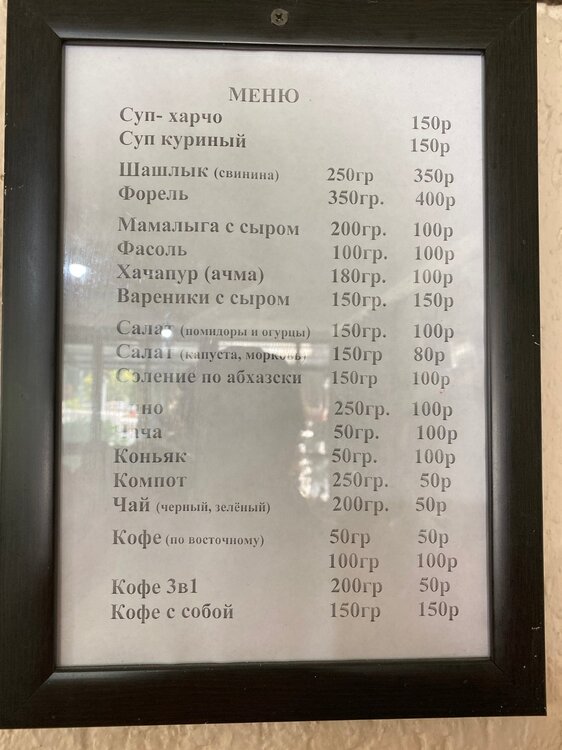 МЕНЮ
Суп- харчо 150р
Суп куриный 150р
Шашлык (свинина) 250гр 350р
Форель 350гр. 400р
Мамалыга с сыром 200гр. 100р
Фасоль 100гр. 100р
Хачапур (ачма) 180гр. 100р
Вареники с сыром 150гр. 150р
Салат (помидоры и огурцы) 150гр. 100р
Салат (капуста, морковь) 150гр 80р
Соление по абхазски 150гр 100р
250гр. 100р
50гр. 100р
Коньяк 50гр. 100р
Компот 250гр. 50р
Чай (черный, зелёный) 200гр. 50р
Кофе (по восточному) 50гр 50р
100гр 100р
Кофе 3в1 200гр 50р
Кофе с собой 150гр 150р